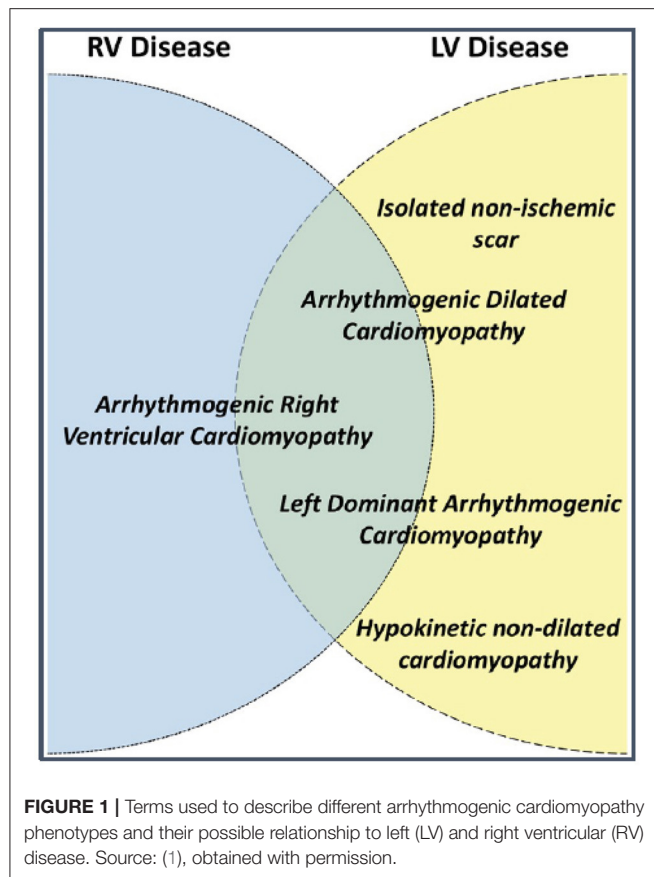 RV Disease LV Disease
Isolated non-ischemic
scar
Arrhythmogenic Dilated
Cardiomyopathy
Arrhythmogenic Right
Ventricular Cardiomyopathy
Left Dominant Arrhythmogenic
Cardiomyopathy
Hypokinetic non-dilated
cardiomyopathy
FIGURE 1 | Terms used to describe different arrhythmogenic cardiomyopathy
phenotypes and their possible relationship to left (LV) and right ventricular (RV)
disease. Source: (1), obtained with permission.